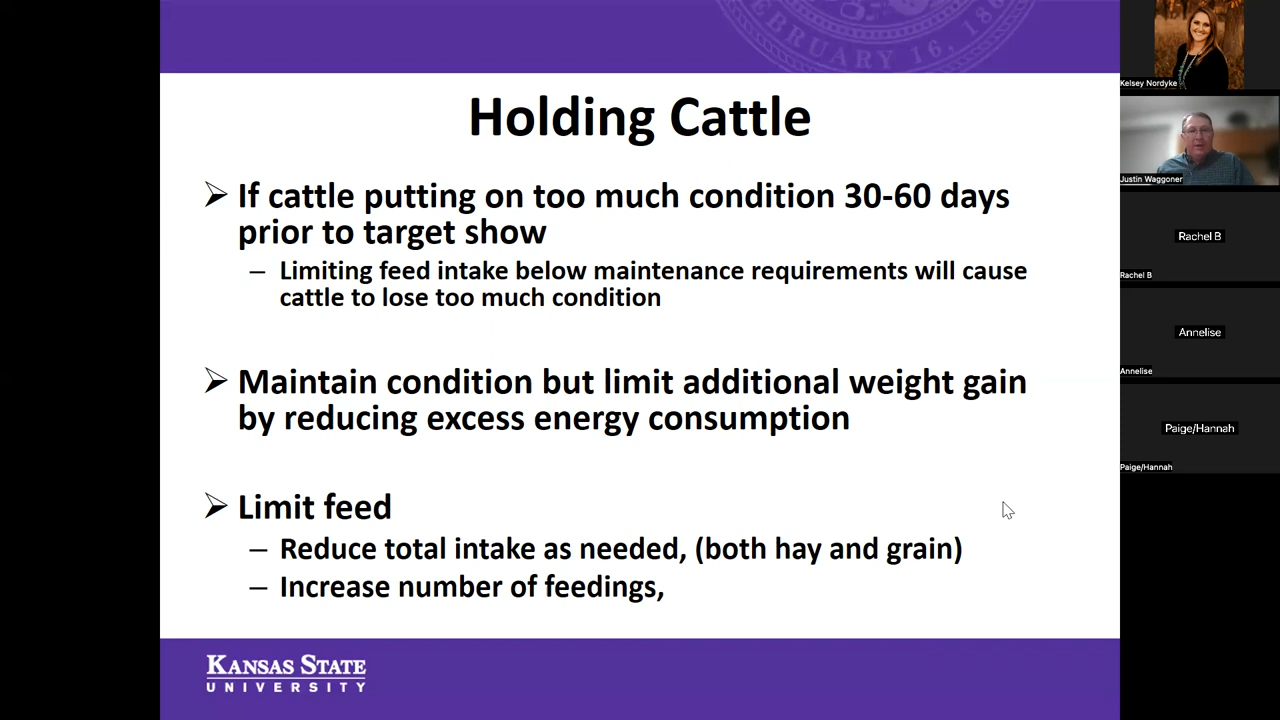 FEBRUARY 16, 186
Holding Cattle
➢ If cattle putting on too much condition 30-60 days
prior to target show
– Limiting feed intake below maintenance requirements will cause
cattle to lose too much condition
➢ Maintain condition but limit additional weight gain
by reducing excess energy consumption
➢ Limit feed
– Reduce total intake as needed, (both hay and grain)
– Increase number of feedings,
KANSAS STATE
UNIVERSITY
Kelsey Nordyke
Justin Waggoner
Rachel B
Rachel B
Annelise
Annelise
Paige/Hannah
Paige/Hannah